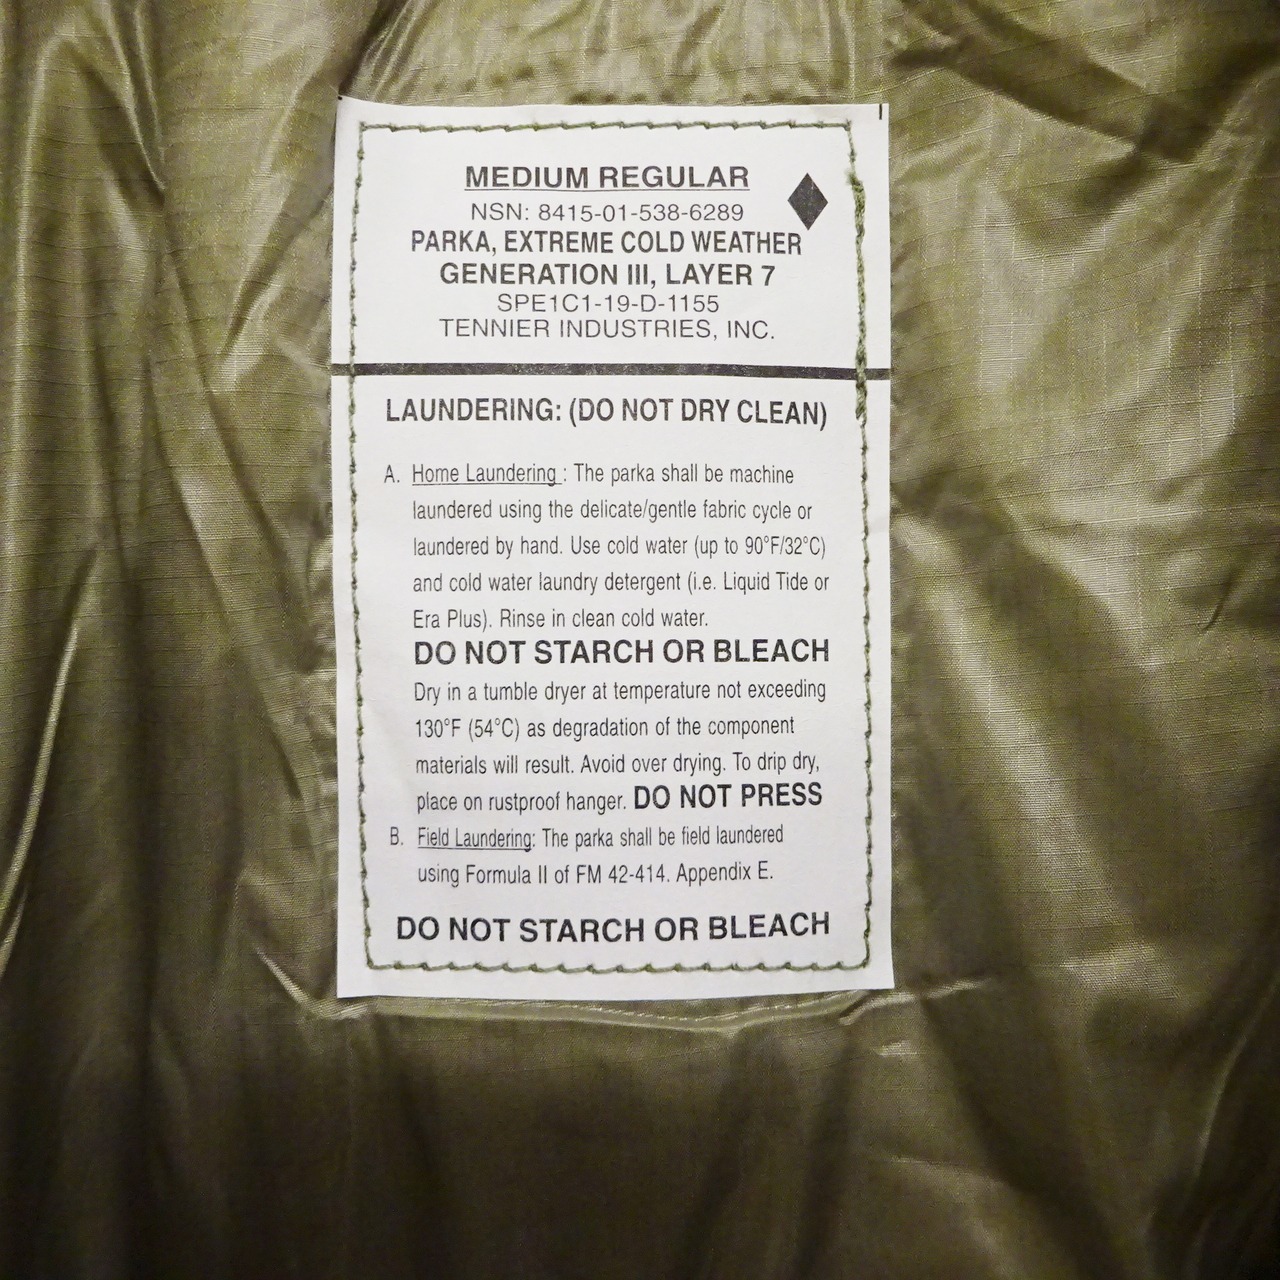 MEDIUM REGULAR
NSN: 8415-01-538-6289
PARKA, EXTREME COLD WEATHER
GENERATION III, LAYER 7
SPE1C1-19-D-1155
TENNIER INDUSTRIES, INC.
LAUNDERING: (DO NOT DRY CLEAN)
A. Home Laundering : The parka shall be machine
laundered using the delicate/gentle fabric cycle or
laundered by hand. Use cold water (up to 90°F/32°C)
and cold water laundry detergent (i.e. Liquid Tide or
Era Plus). Rinse in clean cold water.
DO NOT STARCH OR BLEACH
Dry in a tumble dryer at temperature not exceeding
130°F (54°C) as degradation of the component
materials will result. Avoid over drying. To drip dry,
place on rustproof hanger. DO NOT PRESS
B. Field Laundering: The parka shall be field laundered
using Formula II of FM 42-414. Appendix E.
DO NOT STARCH OR BLEACH